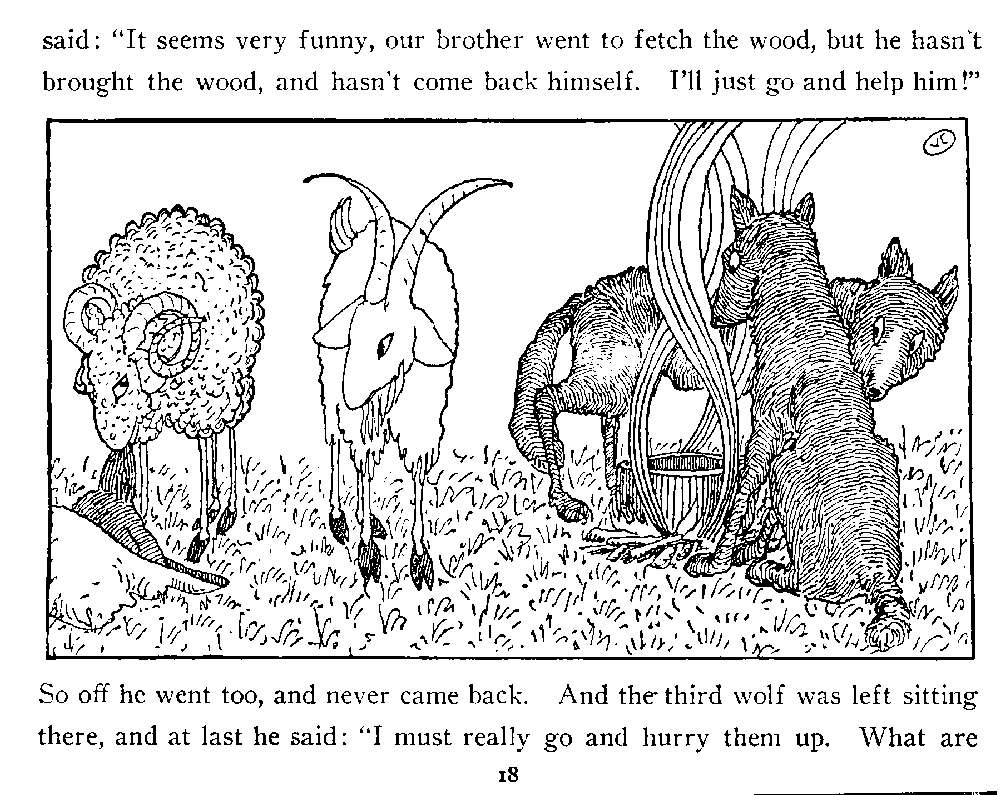 said: “It seems very funny, our brother went to fetch the wood, but he hasn't
brought the wood, and hasn't come back himself. I'll just go and help him!”
So off he went too, and never came back. And the third wolf was left sitting
there, and at last he said: “I must really go and hurry them up. What are
18